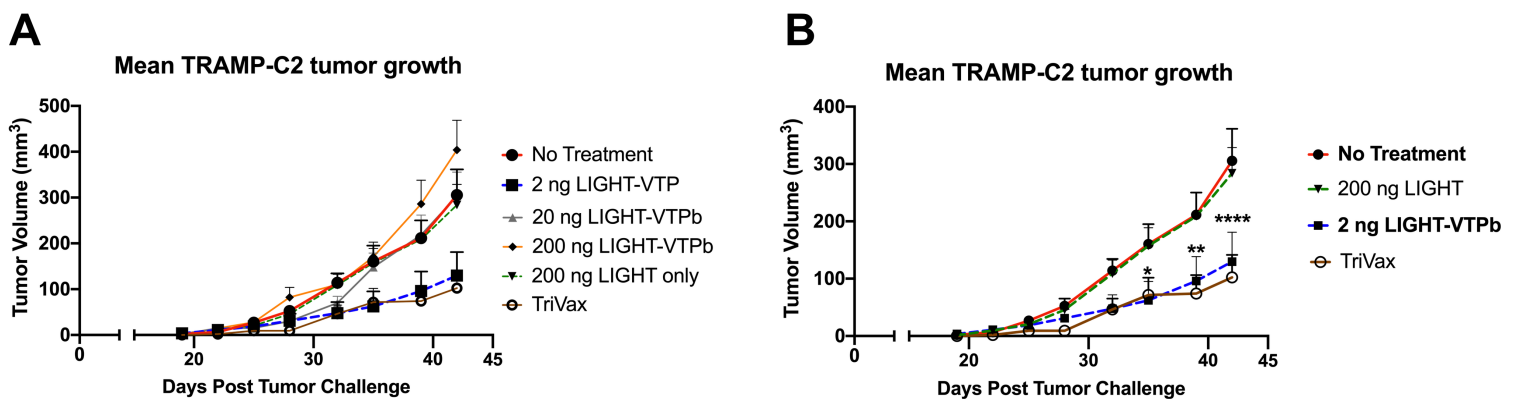 A
Mean TRAMP-C2 tumor growth
Tumor Volume (mm³)
500
400
300
200
100
0
0
20
30
40
45
Days Post Tumor Challenge
No Treatment
2 ng LIGHT-VTP
20 ng LIGHT-VTPb
200 ng LIGHT-VTPb
200 ng LIGHT only
TriVax
B
Mean TRAMP-C2 tumor growth
Tumor Volume (mm³)
400
300
200
100
0
0
20
30
40
45
Days Post Tumor Challenge
*
**
****
No Treatment
200 ng LIGHT
2 ng LIGHT-VTPb
TriVax